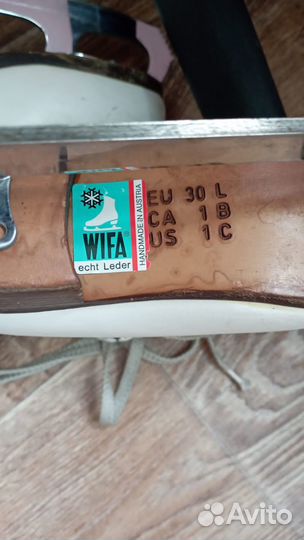 WIFA
echt Leder
HANDMADE IN AUSTRIA
EU 30 L
CA 1 B
US 1 C
Avito